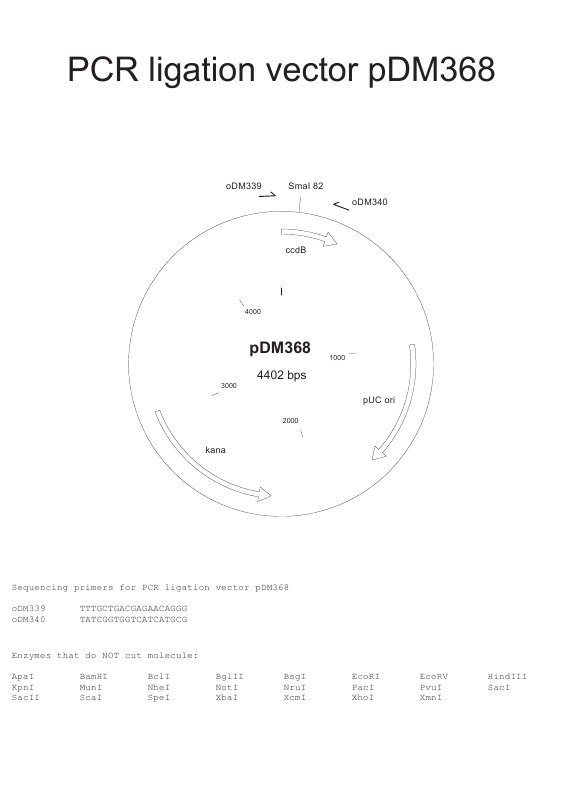 PCR ligation vector pDM368
oDM339 SmaI 82
oDM340
ccdB
4000
pDM368
1000
4402 bps
3000
pUC ori
2000
kana
Sequencing primers for PCR ligation vector pDM368
oDM339 TTTGCTGACGAGAACAGGG
oDM340 TATCGGTGGTCATCATGCG
Enzymes that do NOT cut molecule:
ApaI BamHI BclI BglII BsgI EcoRI EcoRV HindIII
KpnI MunI NheI NotI NruI PacI PvuI SacI
SacII ScaI SpeI XbaI XcmI XhoI XmnI